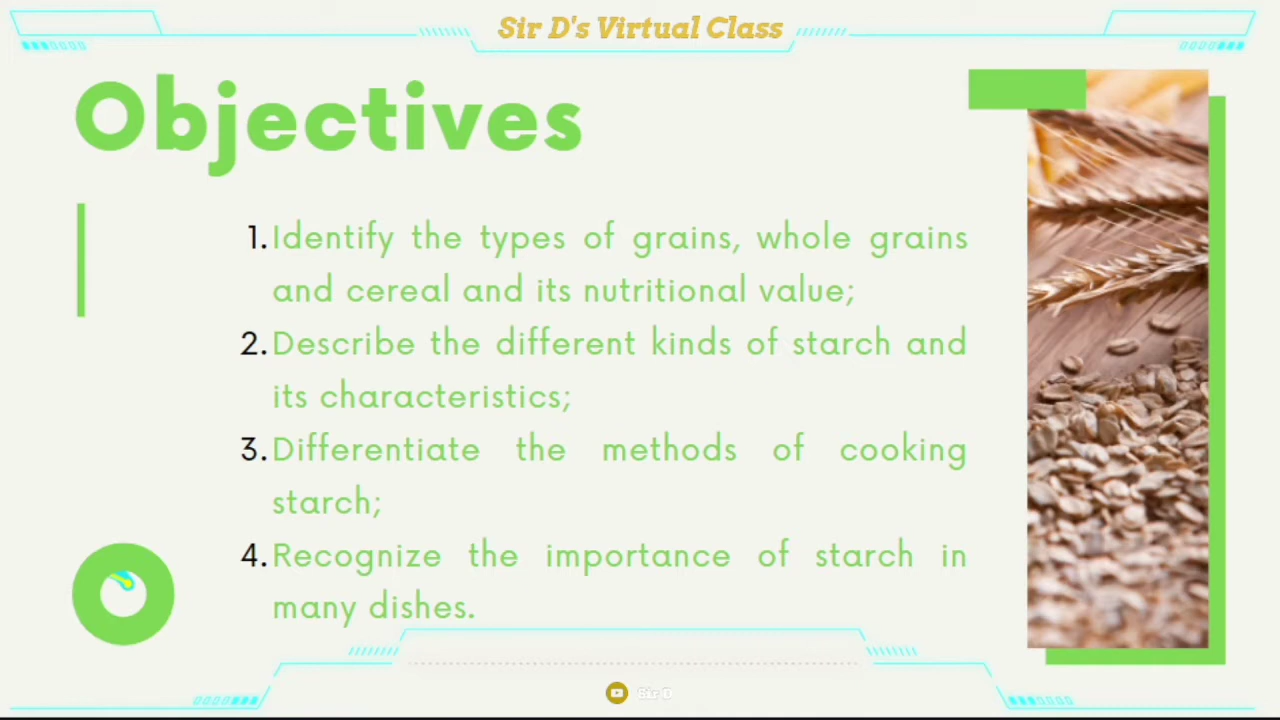 Sir D's Virtual Class
Objectives
1. Identify the types of grains, whole grains
and cereal and its nutritional value;
2. Describe the different kinds of starch and
its characteristics;
3. Differentiate the methods of cooking
starch;
4. Recognize the importance of starch in
many dishes.
Sir D